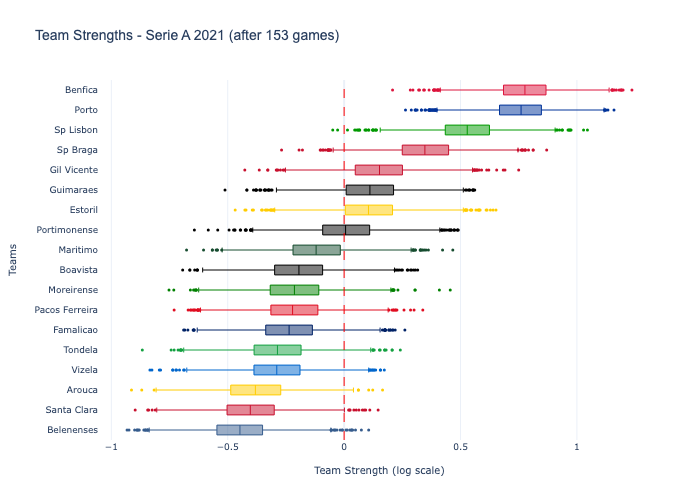 Team Strengths - Serie A 2021 (after 153 games)
Benfica
Porto
Sp Lisbon
Sp Braga
Gil Vicente
Guimaraes
Estoril
Portimonense
Maritimo
Boavista
Moreirense
Pacos Ferreira
Famalicao
Tondela
Vizela
Arouca
Santa Clara
Belenenses
Teams
−1 −0.5 0 0.5 1
Team Strength (log scale)